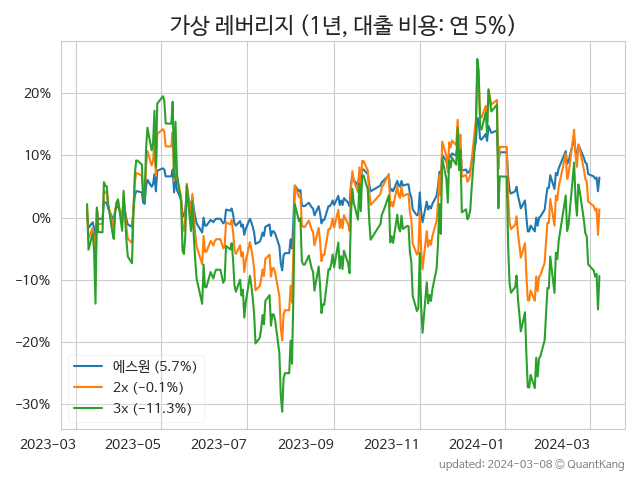 가상 레버리지 (1년, 대출 비용: 연 5%)
20%
10%
0%
−10%
−20%
−30%
에스원 (5.7%)
2x (−0.1%)
3x (−11.3%)
2023-03
2023-05
2023-07
2023-09
2023-11
2024-01
2024-03
updated: 2024-03-08 © QuantKang